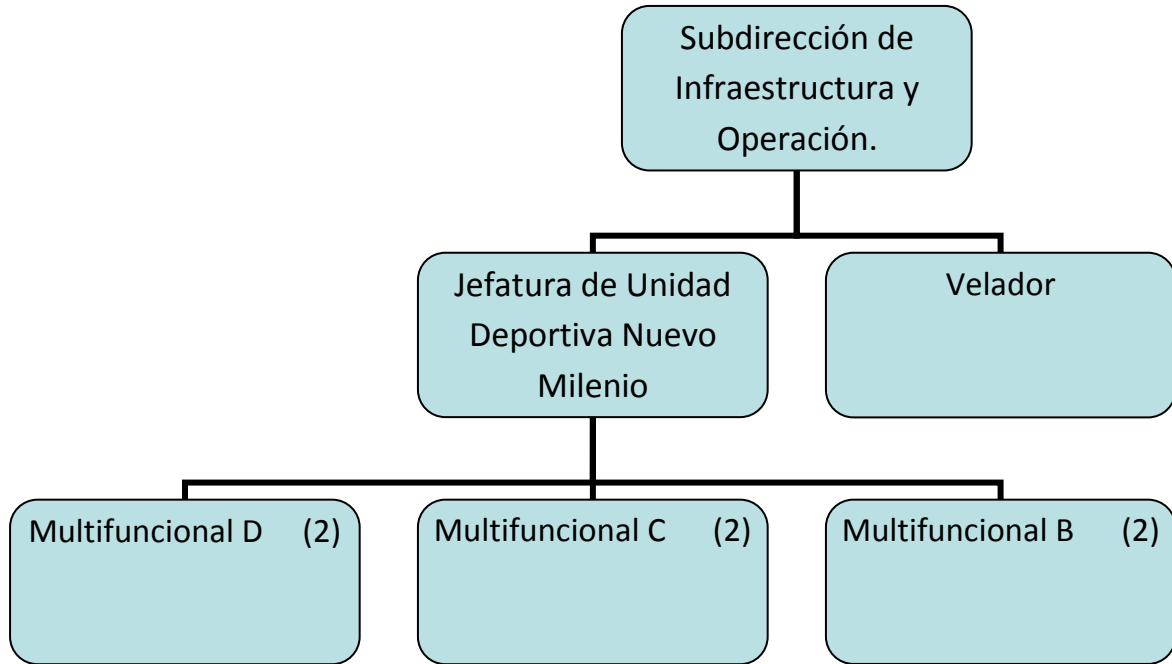 Subdirección de
Infraestructura y
Operación.
Jefatura de Unidad
Deportiva Nuevo
Milenio
Velador
Multifuncional D (2)
Multifuncional C (2)
Multifuncional B (2)